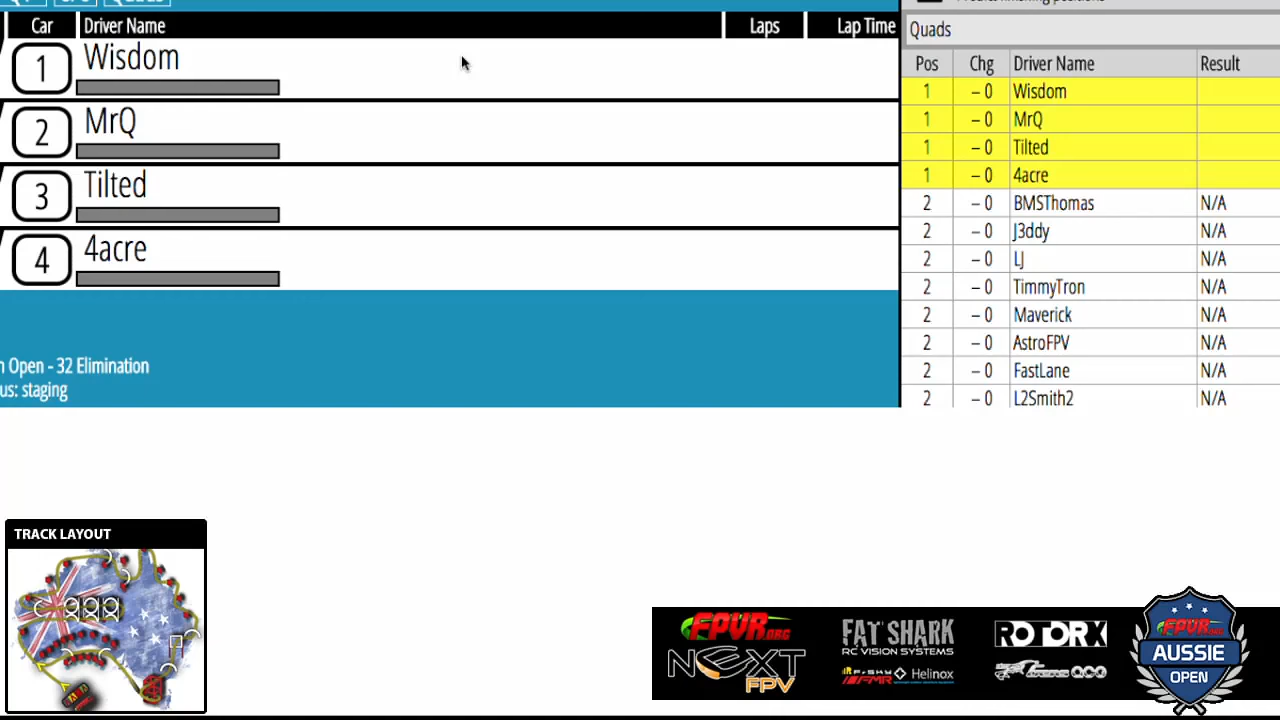 Car Driver Name Laps Lap Time
1 Wisdom
2 MrQ
3 Tilted
4 4acre
n Open - 32 Elimination
us: staging
Quads
Pos Chg Driver Name Result
1 – 0 Wisdom
1 – 0 MrQ
1 – 0 Tilted
1 – 0 4acre
2 – 0 BMSThomas N/A
2 – 0 J3ddy N/A
2 – 0 LJ N/A
2 – 0 TimmyTron N/A
2 – 0 Maverick N/A
2 – 0 AstroFPV N/A
2 – 0 FastLane N/A
2 – 0 L2Smith2 N/A
TRACK LAYOUT
FPVR.ORG
NEXT
FPV
FAT SHARK
RC VISION SYSTEMS
Helinox
ROTORX
FPVR.ORG
AUSSIE
OPEN